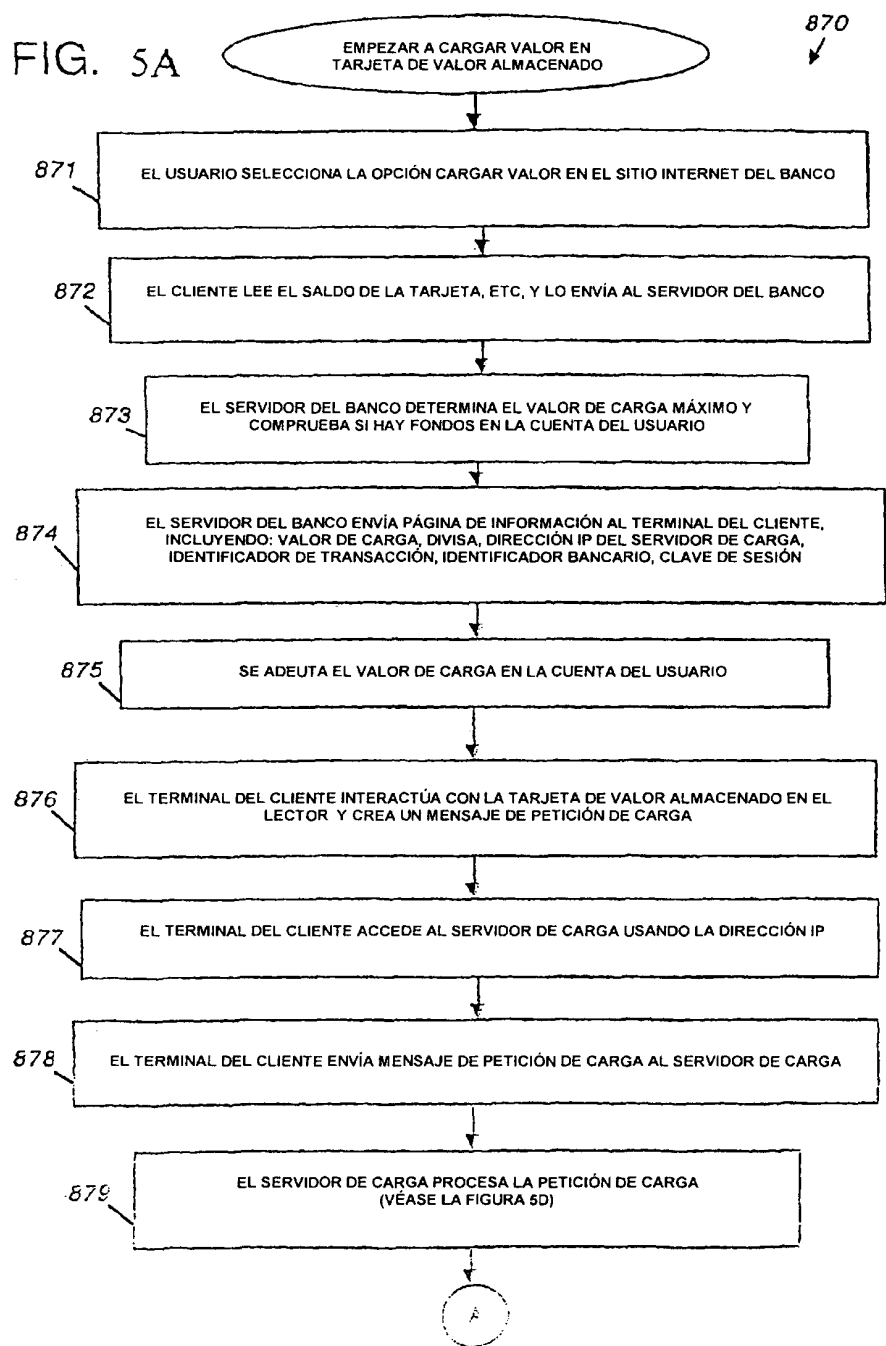 FIG. 5A
870
EMPEZAR A CARGAR VALOR EN
TARJETA DE VALOR ALMACENADO
871
EL USUARIO SELECCIONA LA OPCIÓN CARGAR VALOR EN EL SITIO INTERNET DEL BANCO
872
EL CLIENTE LEE EL SALDO DE LA TARJETA, ETC, Y LO ENVÍA AL SERVIDOR DEL BANCO
873
EL SERVIDOR DEL BANCO DETERMINA EL VALOR DE CARGA MÁXIMO Y
COMPRUEBA SI HAY FONDOS EN LA CUENTA DEL USUARIO
874
EL SERVIDOR DEL BANCO ENVÍA PÁGINA DE INFORMACIÓN AL TERMINAL DEL CLIENTE,
INCLUYENDO: VALOR DE CARGA, DIVISA, DIRECCIÓN IP DEL SERVIDOR DE CARGA,
IDENTIFICADOR DE TRANSACCIÓN, IDENTIFICADOR BANCARIO, CLAVE DE SESIÓN
875
SE ADEUTA EL VALOR DE CARGA EN LA CUENTA DEL USUARIO
876
EL TERMINAL DEL CLIENTE INTERACTÚA CON LA TARJETA DE VALOR ALMACENADO EN EL
LECTOR Y CREA UN MENSAJE DE PETICIÓN DE CARGA
877
EL TERMINAL DEL CLIENTE ACCEDE AL SERVIDOR DE CARGA USANDO LA DIRECCIÓN IP
878
EL TERMINAL DEL CLIENTE ENVÍA MENSAJE DE PETICIÓN DE CARGA AL SERVIDOR DE CARGA
879
EL SERVIDOR DE CARGA PROCESA LA PETICIÓN DE CARGA
(VÉASE LA FIGURA 5D)
A